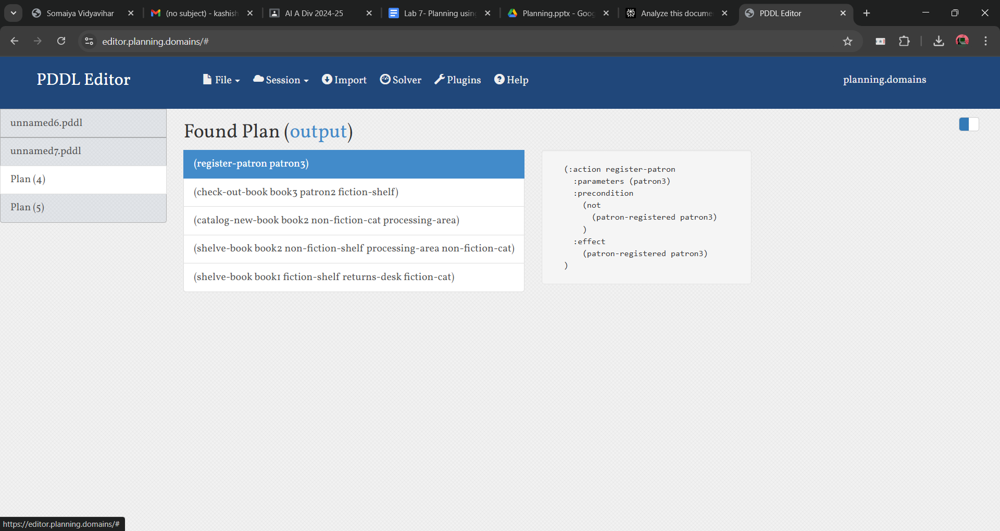 Somaiya Vidyavihar
(no subject) - kashish
AI A Div 2024-25
Lab 7- Planning using
Planning.pptx - Goog
Analyze this docume
PDDL Editor
editor.planning.domains/#
PDDL Editor
File
Session
Import
Solver
Plugins
Help
planning.domains
unnamed6.pddl
unnamed7.pddl
Plan (4)
Plan (5)
Found Plan (output)
(register-patron patron3)
(check-out-book book3 patron2 fiction-shelf)
(catalog-new-book book2 non-fiction-cat processing-area)
(shelve-book book2 non-fiction-shelf processing-area non-fiction-cat)
(shelve-book book1 fiction-shelf returns-desk fiction-cat)
(:action register-patron
:parameters (patron3)
:precondition
(not
(patron-registered patron3)
)
:effect
(patron-registered patron3)
)
https://editor.planning.domains/#